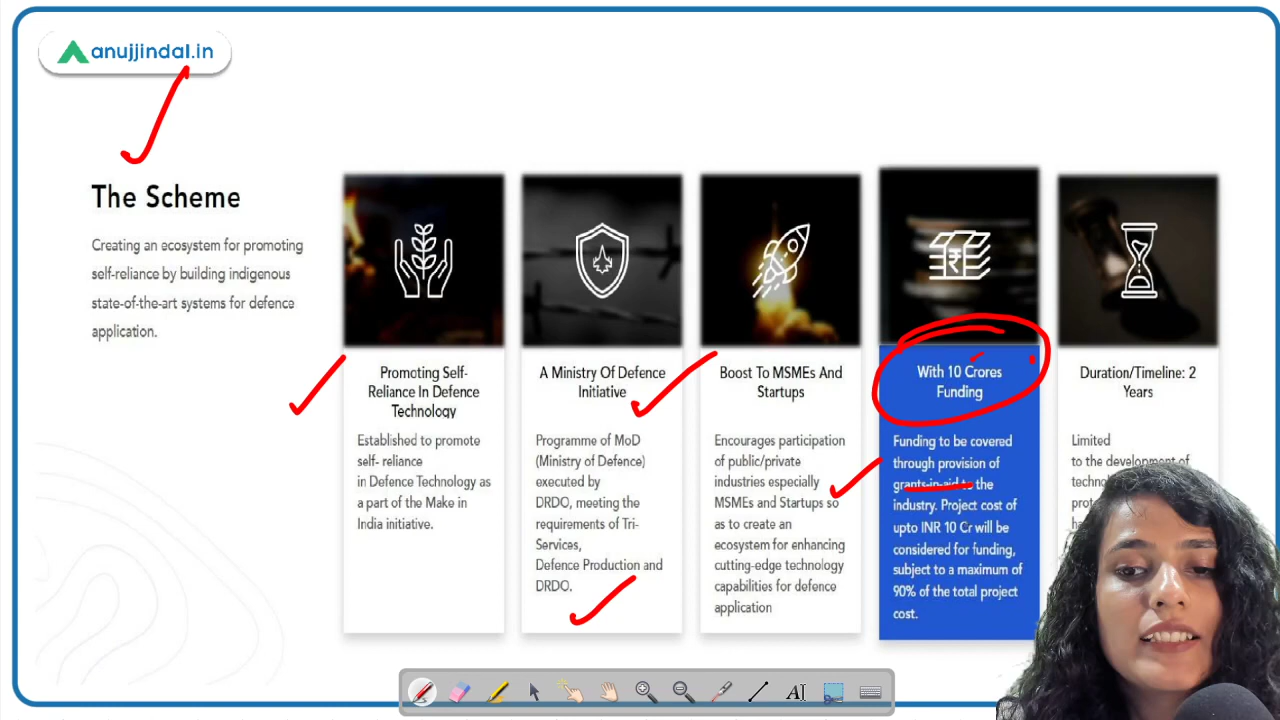 anujjindal.in
The Scheme
Creating an ecosystem for promoting
self-reliance by building indigenous
state-of-the-art systems for defence
application.
Promoting Self-
Reliance In Defence
Technology
Established to promote
self- reliance
in Defence Technology as
a part of the Make in
India initiative.
A Ministry Of Defence
Initiative
Programme of MoD
(Ministry of Defence)
executed by
DRDO, meeting the
requirements of Tri-
Services,
Defence Production and
DRDO.
Boost To MSMEs And
Startups
Encourages participation
of public/private
industries especially
MSMEs and Startups so
as to create an
ecosystem for enhancing
cutting-edge technology
capabilities for defence
application
With 10 Crores
Funding
Funding to be covered
through provision of
grants-in-aid to the
industry. Project cost of
upto INR 10 Cr will be
considered for funding,
subject to a maximum of
90% of the total project
cost.
Duration/Timeline: 2
Years
Limited
to the development of
AI